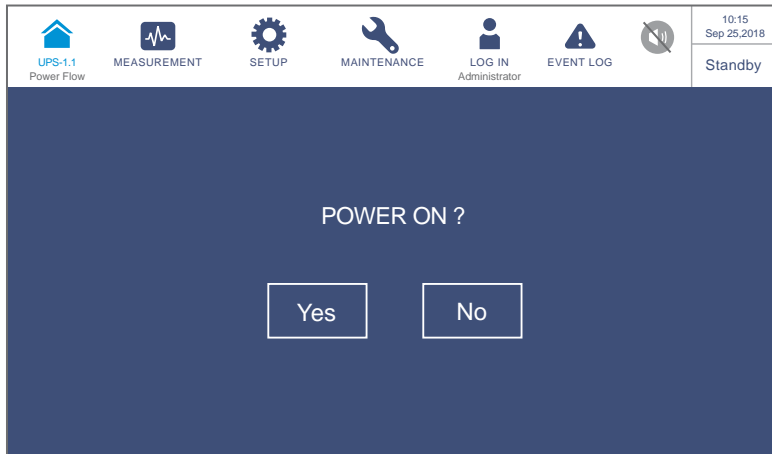 UPS-1.1
Power Flow
MEASUREMENT
SETUP
MAINTENANCE
LOG IN
Administrator
EVENT LOG
10:15
Sep 25,2018
Standby
POWER ON ?
Yes
No